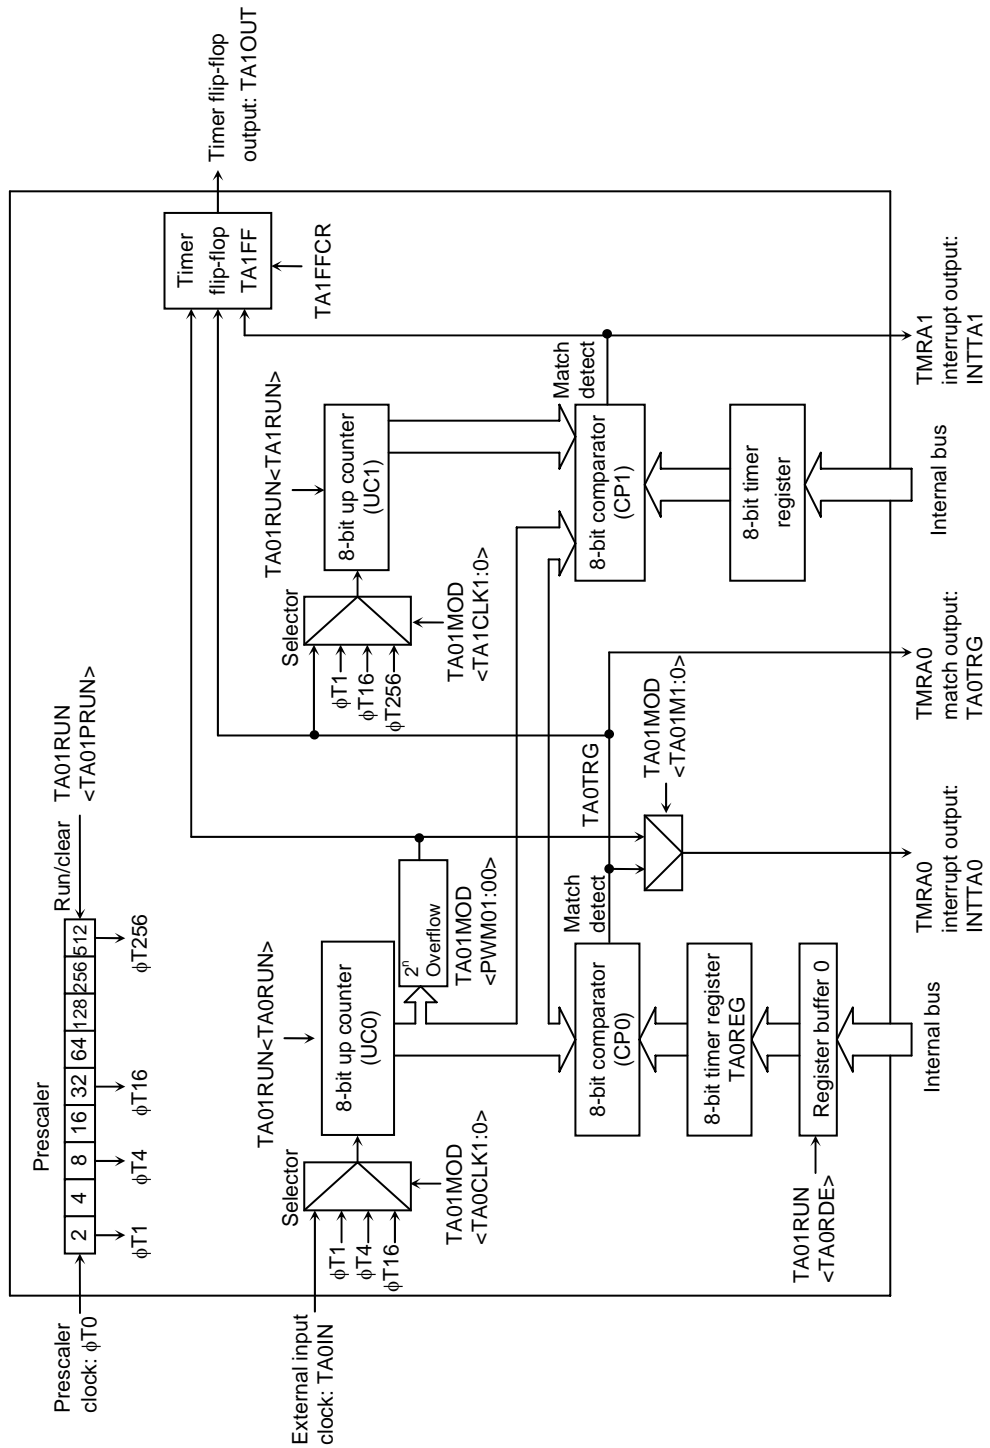 Prescaler
clock: ϕT0
Prescaler
2
4
8
16
32
64
128
256
512
Run/clear
TA01RUN
<TA01PRUN>
ϕT1
ϕT4
ϕT16
ϕT256
External input
clock: TA0IN
Selector
ϕT1
ϕT4
ϕT16
TA01MOD
<TA0CLK1:0>
TA01RUN<TA0RUN>
8-bit up counter
(UC0)
2n
Overflow
TA01MOD
<PWM01:00>
Selector
ϕT1
ϕT16
ϕT256
TA01MOD
<TA1CLK1:0>
TA01RUN<TA1RUN>
8-bit up counter
(UC1)
Timer
flip-flop
TA1FF
TA1FFCR
Timer flip-flop
output: TA1OUT
8-bit comparator
(CP0)
Match
detect
TA0TRG
8-bit comparator
(CP1)
Match
detect
TA01MOD
<TA01M1:0>
8-bit timer register
TA0REG
8-bit timer
register
Register buffer 0
TA01RUN
<TA0RDE>
Internal bus
TMRA0
interrupt output:
INTTA0
TMRA0
match output:
TA0TRG
Internal bus
TMRA1
interrupt output:
INTTA1